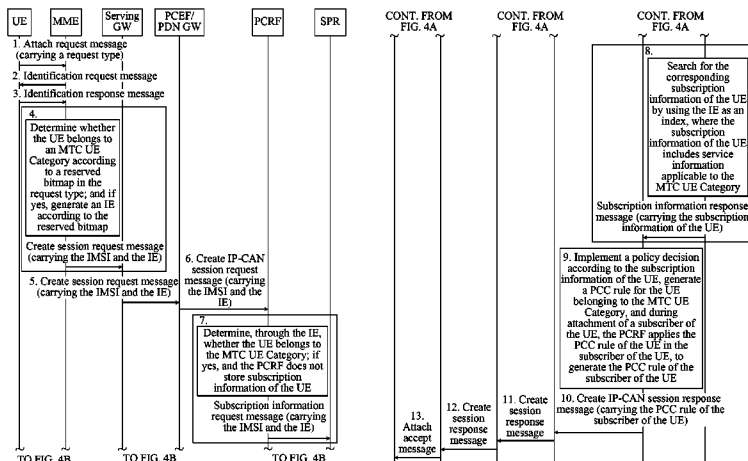 UE
MME
Serving
GW
PCEF/
PDN GW
PCRF
SPR
1. Attach request message
(carrying a request type)
2. Identification request message
3. Identification response message
4.
Determine whether
the UE belongs to
an MTC UE
Category according
to a reserved
bitmap in the
request type; and if
yes, generate an IE
according to the
reserved bitmap
Create session request message
(carrying the IMSI and the IE)
5. Create session request message
(carrying the IMSI and the IE)
6. Create IP-CAN
session request
message (carrying
the IMSI and the
IE)
7.
Determine, through the IE,
whether the UE belongs to
the MTC UE Category; if
yes, and the PCRF does not
store subscription
information of the UE
Subscription information
request message (carrying
the IMSI and the IE)
TO FIG. 4B
TO FIG. 4B
TO FIG. 4B
CONT. FROM
FIG. 4A
CONT. FROM
FIG. 4A
CONT. FROM
FIG. 4A
8.
Search for the
corresponding
subscription
information of the UE
by using the IE as an
index, where the
subscription
information of the UE
includes service
information
applicable to the
MTC UE Category
Subscription information response
message (carrying the subscription
information of the UE)
9. Implement a policy decision
according to the subscription
information of the UE, generate
a PCC rule for the UE
belonging to the MTC UE
Category, and during
attachment of a subscriber of
the UE, the PCRF applies the
PCC rule of the UE in the
subscriber of the UE, to
generate the PCC rule of the
subscriber of the UE
10. Create IP-CAN session response
message (carrying the PCC rule of the
subscriber of the UE)
11. Create
session
response
message
12. Create
session
response
message
13.
Attach
accept
message